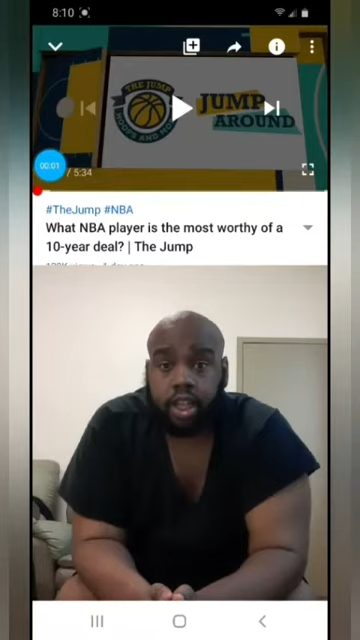 8:10
THE JUMP
HOOPS AND MORE
JUMP
AROUND
00:01 / 5:34
#TheJump #NBA
What NBA player is the most worthy of a
10-year deal? | The Jump